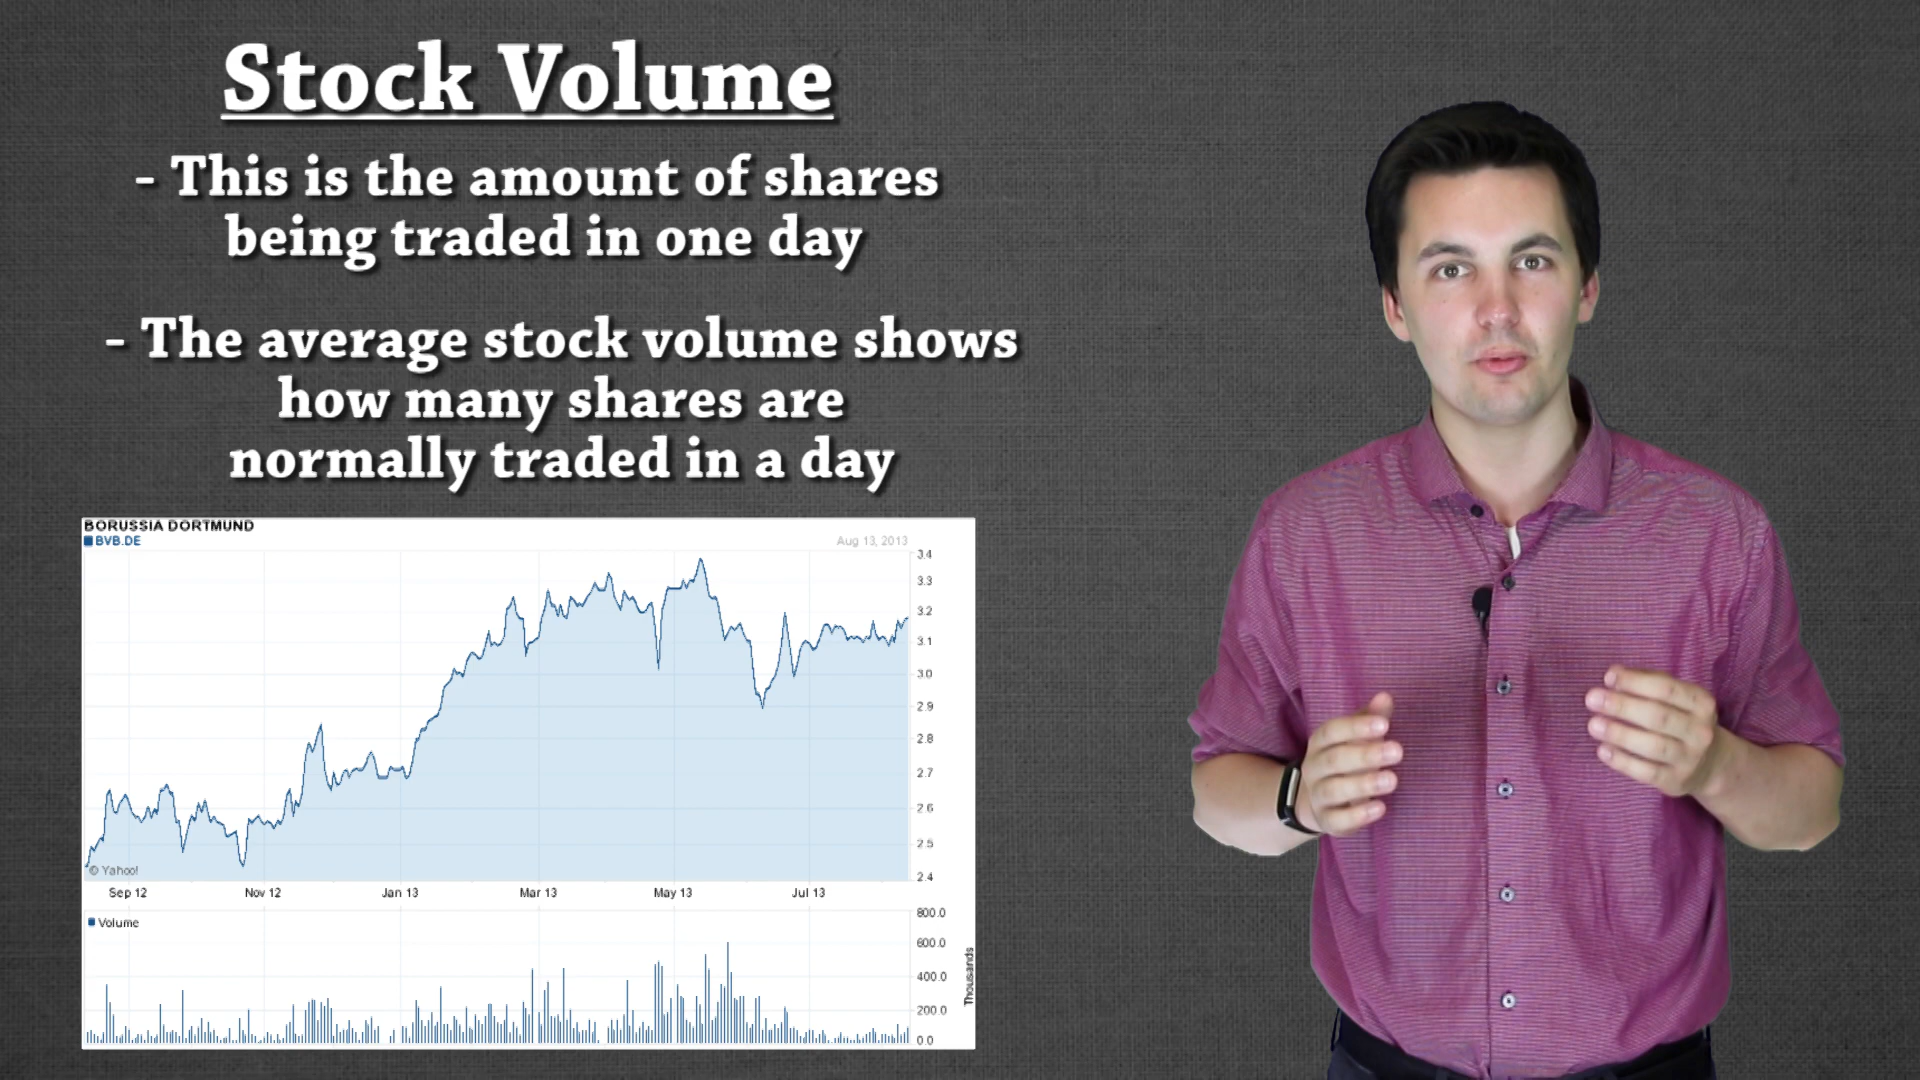 Stock Volume
- This is the amount of shares
being traded in one day
- The average stock volume shows
how many shares are
normally traded in a day
BORUSSIA DORTMUND
BVB.DE
Aug 13, 2013
3.4
3.3
3.2
3.1
3.0
2.9
2.8
2.7
2.6
2.5
2.4
© Yahoo!
Sep 12 Nov 12 Jan 13 Mar 13 May 13 Jul 13
Volume
800.0
600.0
400.0
200.0
0.0
Thousands